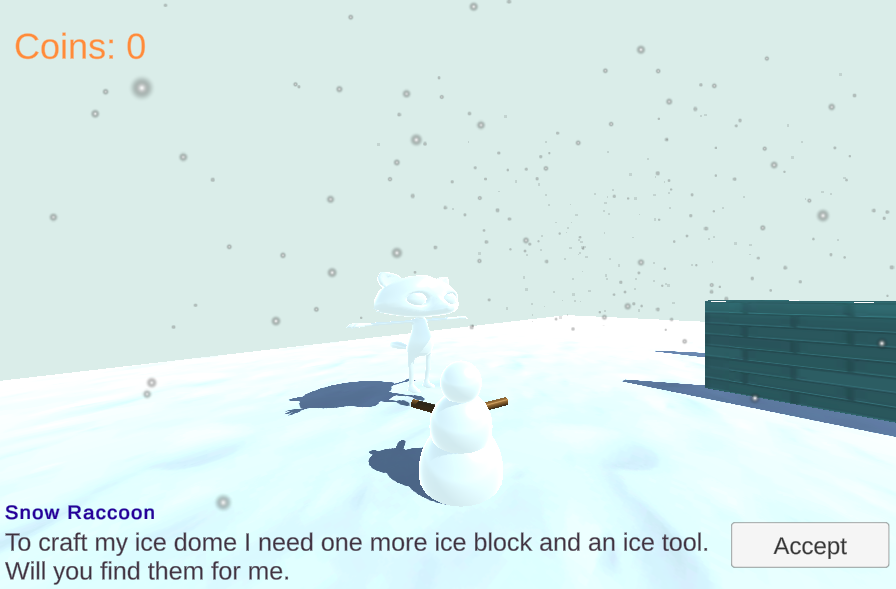 Coins: 0
Snow Raccoon
To craft my ice dome I need one more ice block and an ice tool.
Will you find them for me.
Accept